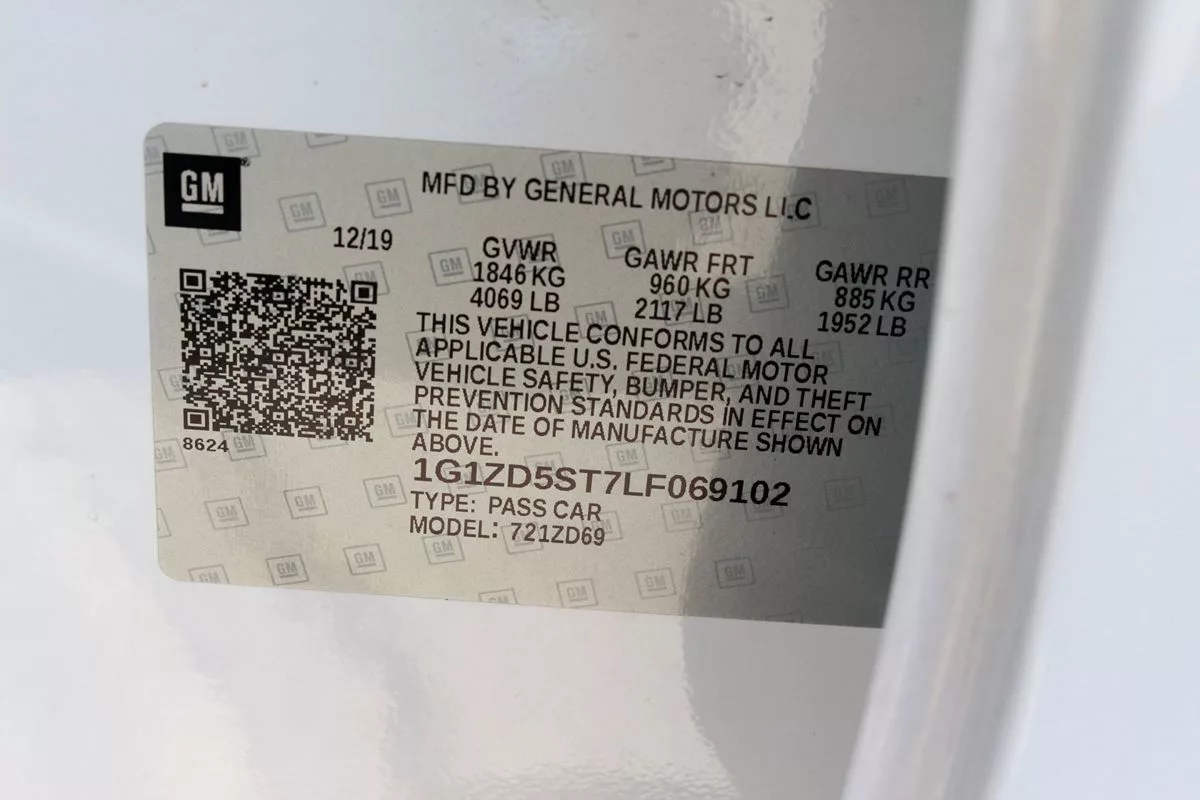 GM
MFD BY GENERAL MOTORS LLC
12/19
GVWR GAWR FRT GAWR RR
1846 KG 960 KG 885 KG
4069 LB 2117 LB 1952 LB
THIS VEHICLE CONFORMS TO ALL
APPLICABLE U.S. FEDERAL MOTOR
VEHICLE SAFETY, BUMPER, AND THEFT
PREVENTION STANDARDS IN EFFECT ON
THE DATE OF MANUFACTURE SHOWN
ABOVE.
8624
1G1ZD5ST7LF069102
TYPE: PASS CAR
MODEL: 721ZD69